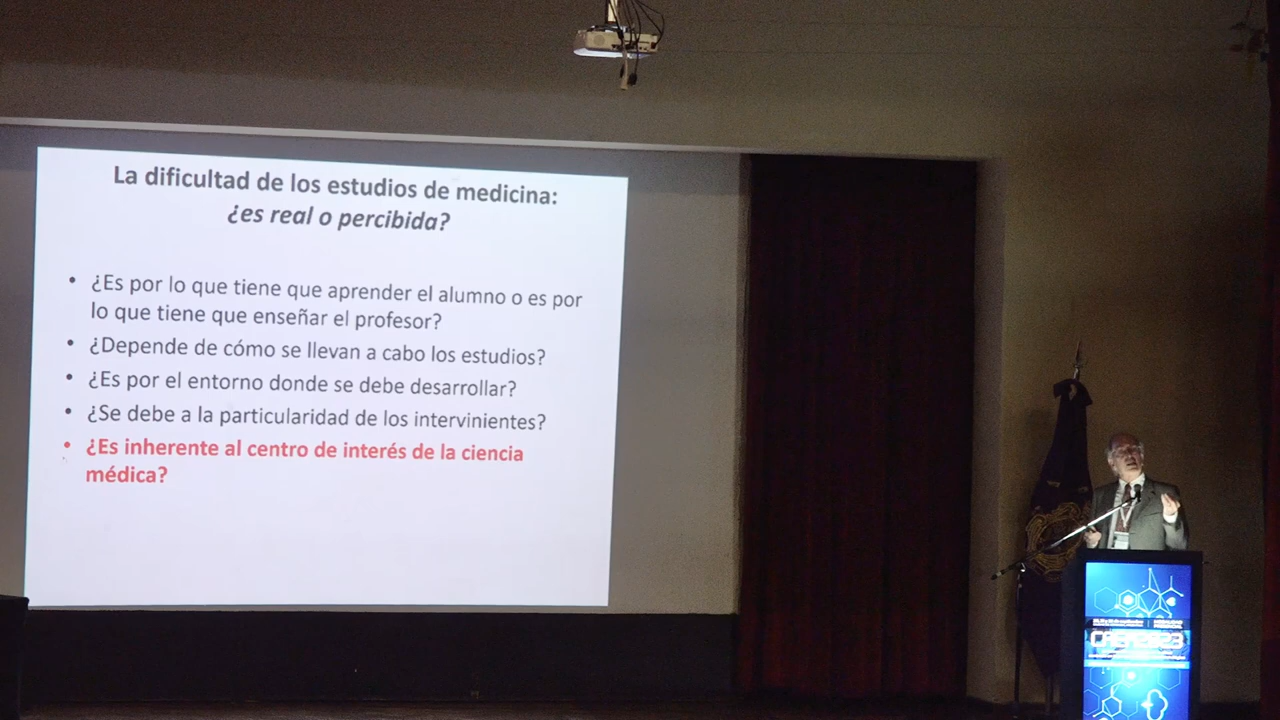 La dificultad de los estudios de medicina:
¿es real o percibida?
• ¿Es por lo que tiene que aprender el alumno o es por
lo que tiene que enseñar el profesor?
• ¿Depende de cómo se llevan a cabo los estudios?
• ¿Es por el entorno donde se debe desarrollar?
• ¿Se debe a la particularidad de los intervinientes?
• ¿Es inherente al centro de interés de la ciencia
médica?